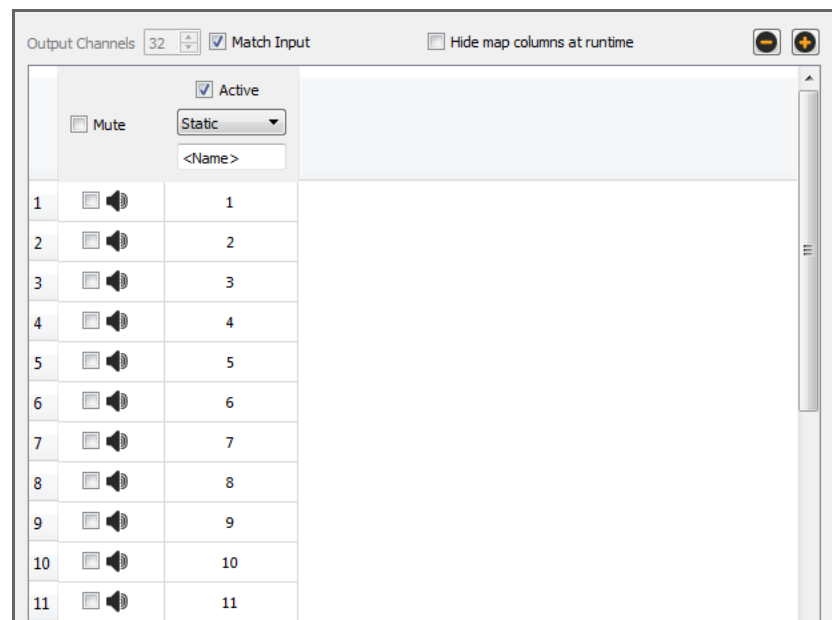 Output Channels 32 Match Input Hide map columns at runtime
Active
Mute Static
<Name>
1 1
2 2
3 3
4 4
5 5
6 6
7 7
8 8
9 9
10 10
11 11